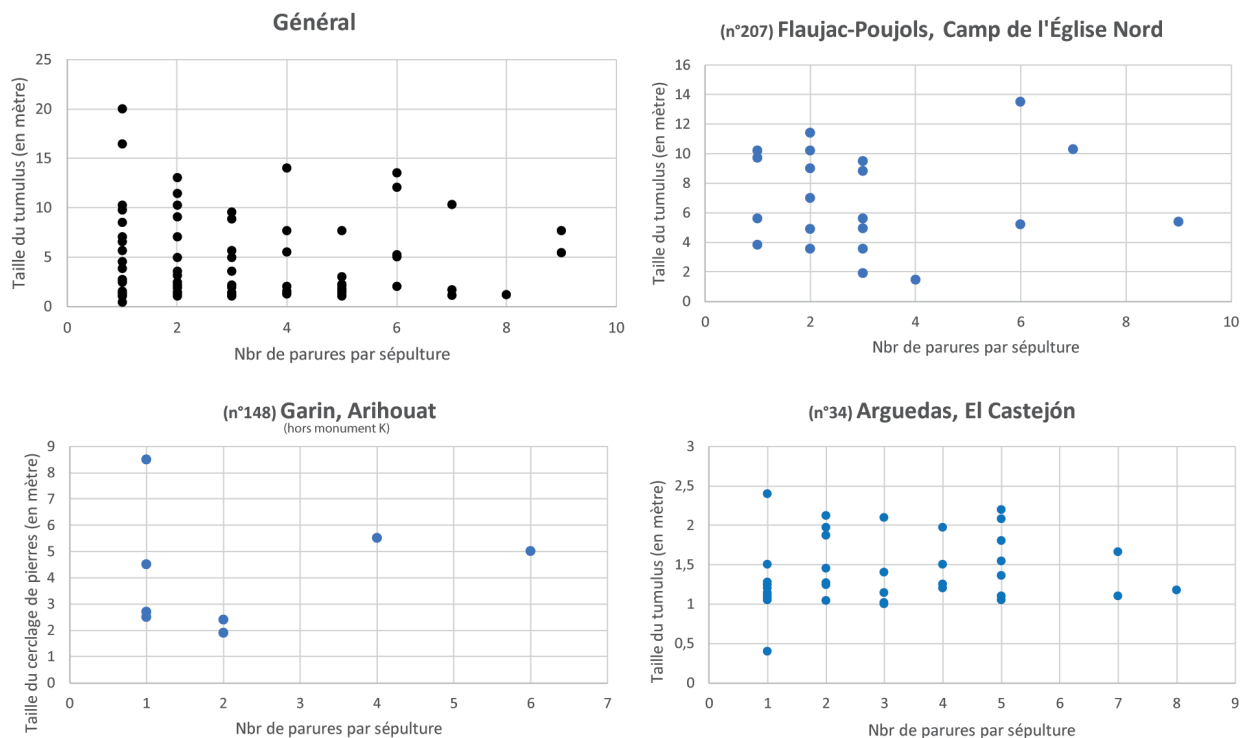 Général
25
20
15
10
5
0
0 2 4 6 8 10
Taille du tumulus (en mètre)
Nbr de parures par sépulture
(n°207) Flaujac-Poujols, Camp de l'Église Nord
16
14
12
10
8
6
4
2
0
0 2 4 6 8 10
Taille du tumulus (en mètre)
Nbr de parures par sépulture
(n°148) Garin, Arihouat
(hors monument K)
9
8
7
6
5
4
3
2
1
0
0 1 2 3 4 5 6 7
Taille du cerclage de pierres (en mètre)
Nbr de parures par sépulture
(n°34) Arguedas, El Castejón
3
2,5
2
1,5
1
0,5
0
0 1 2 3 4 5 6 7 8 9
Taille du tumulus (en mètre)
Nbr de parures par sépulture